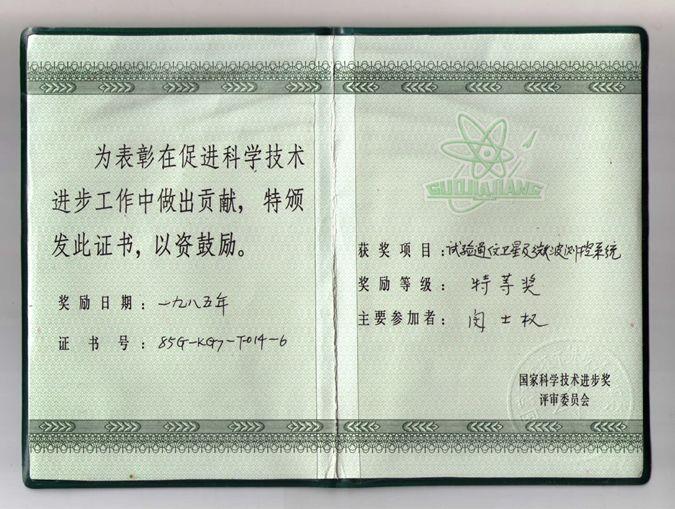 为表彰在促进科学技术
进步工作中做出贡献，特颁
发此证书，以资鼓励。
奖励日期：一九八五年
证书号：85G-KG7-T-014-6
GUOJIAJIANG
获奖项目：试验通信卫星及微波测控系统
奖励等级：特等奖
主要参加者：闵士权
国家科学技术进步奖
评审委员会